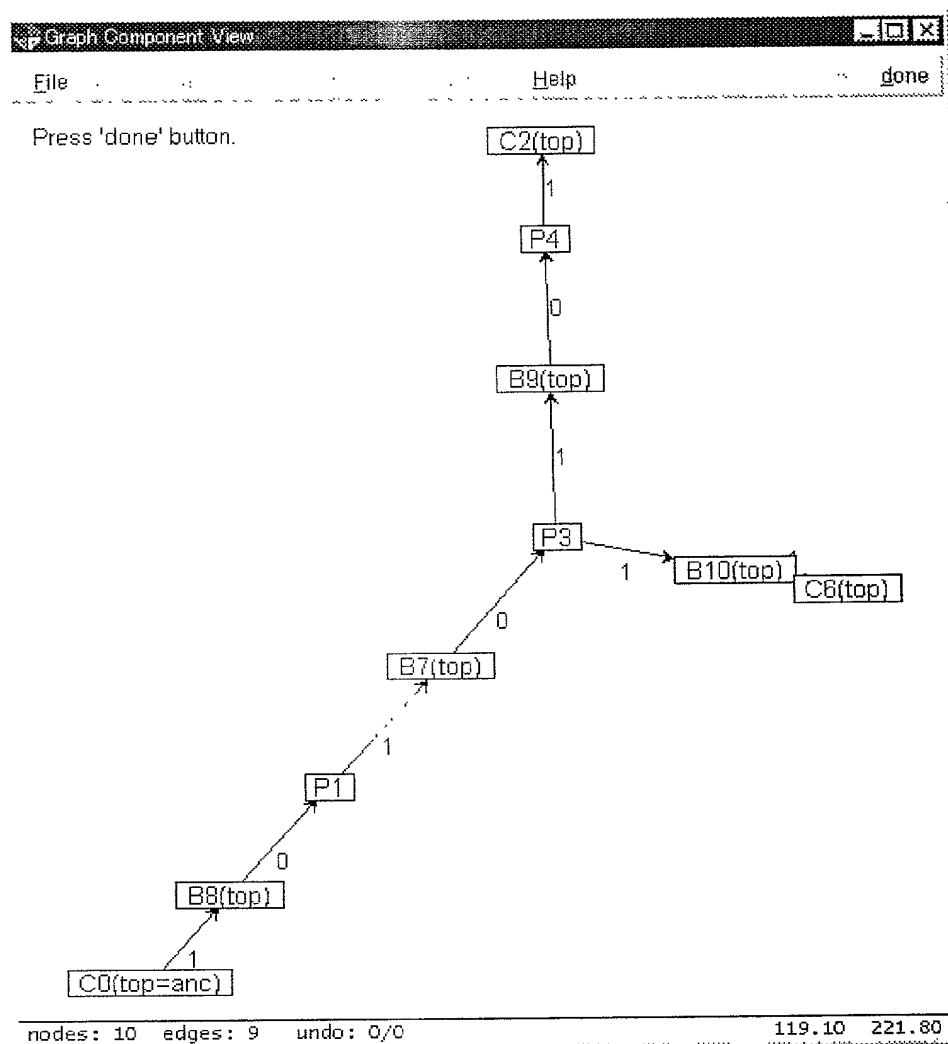 Graph Component View
File Help done
Press 'done' button.
C2(top)
1
P4
0
B9(top)
1
P3
1
B10(top)
C6(top)
0
B7(top)
1
P1
0
B8(top)
1
C0(top=anc)
nodes: 10 edges: 9 undo: 0/0 119.10 221.80